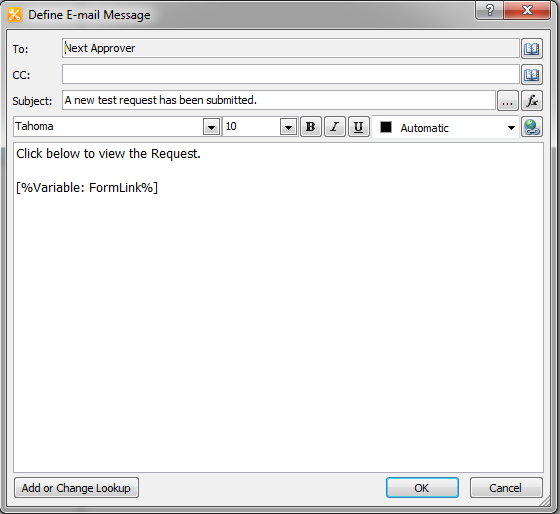 Define E-mail Message
?
To: Next Approver
CC:
Subject: A new test request has been submitted. ... fx
Tahoma 10 B I U Automatic
Click below to view the Request.
[%Variable: FormLink%]
Add or Change Lookup OK Cancel